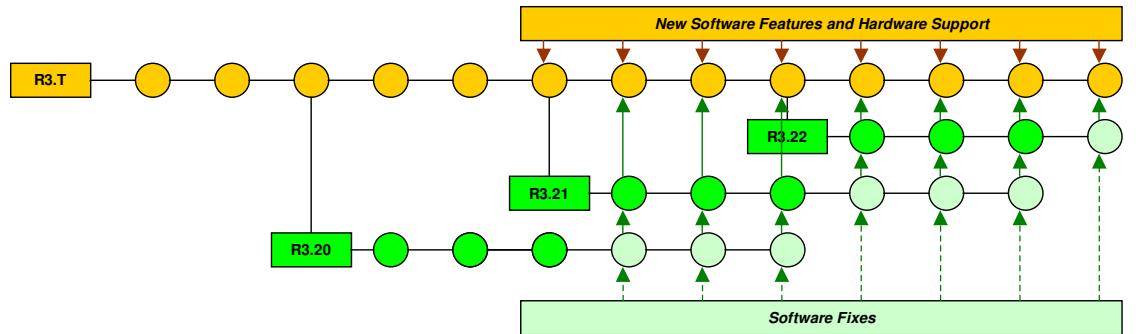 New Software Features and Hardware Support
R3.T
R3.22
R3.21
R3.20
Software Fixes